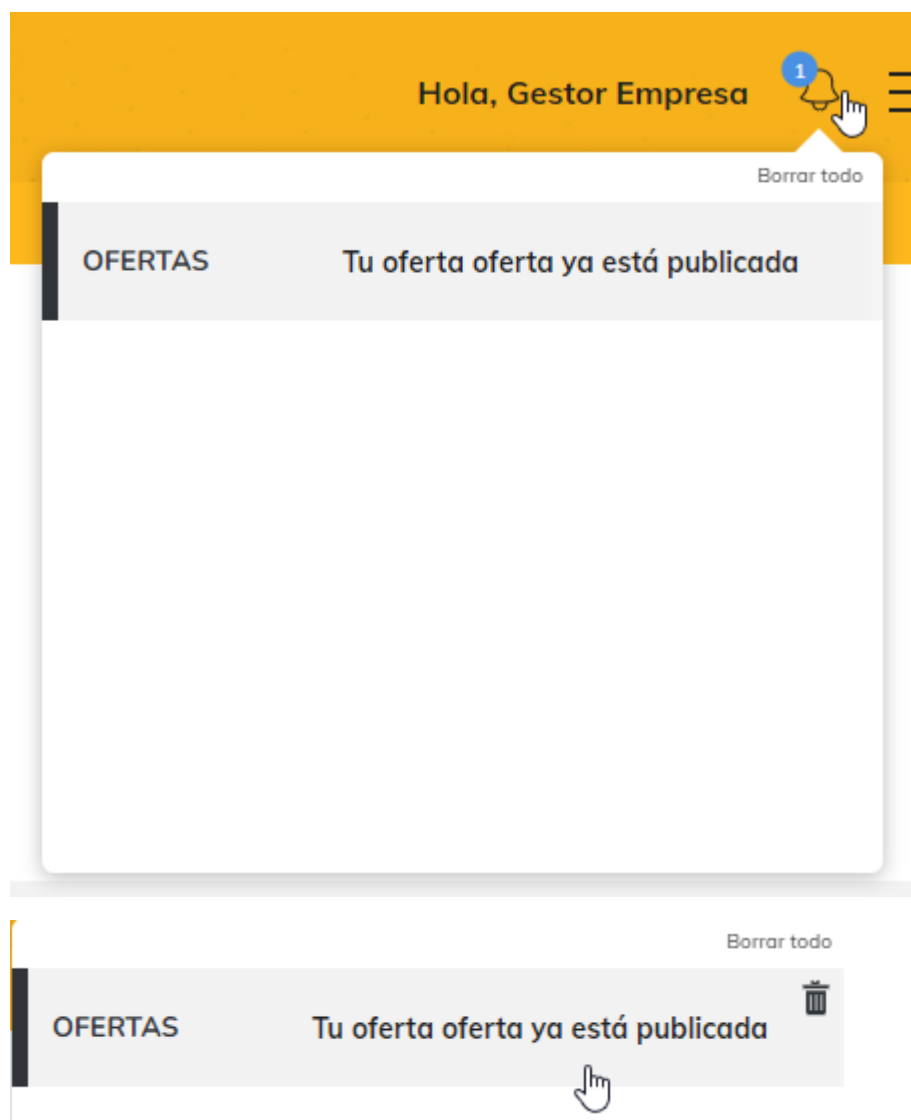 Hola, Gestor Empresa
1
Borrar todo
OFERTAS Tu oferta oferta ya está publicada
Borrar todo
OFERTAS Tu oferta oferta ya está publicada